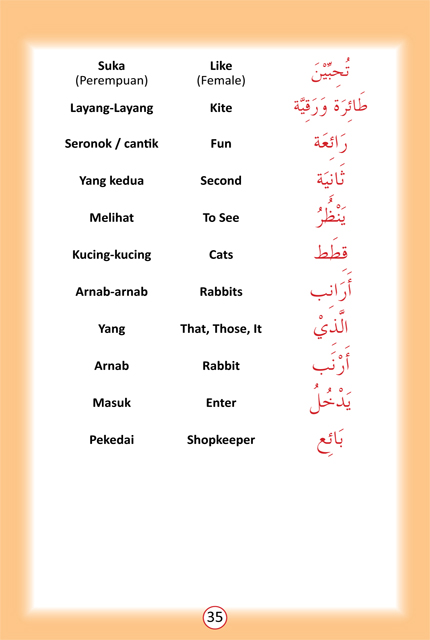 Suka Like تُحِبِّيْنَ
(Perempuan) (Female)
Layang-Layang Kite طَائِرَة وَرَقِيَّة
Seronok / cantik Fun رَائِعَة
Yang kedua Second ثَانِيَة
Melihat To See يَنْظُرُ
Kucing-kucing Cats قِطَط
Arnab-arnab Rabbits أَرَانِب
Yang That, Those, It الَّذِيْ
Arnab Rabbit أَرْنَب
Masuk Enter يَدْخُلُ
Pekedai Shopkeeper بَائِع
35